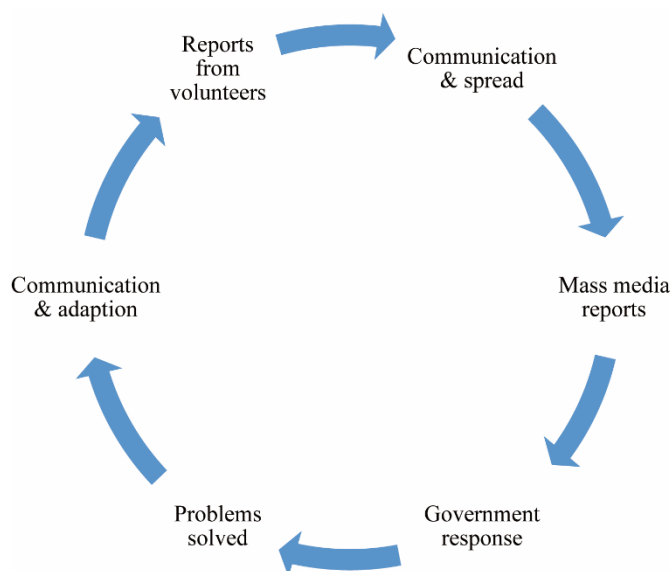 Reports
from
volunteers
Communication
& spread
Mass media
reports
Government
response
Problems
solved
Communication
& adaption